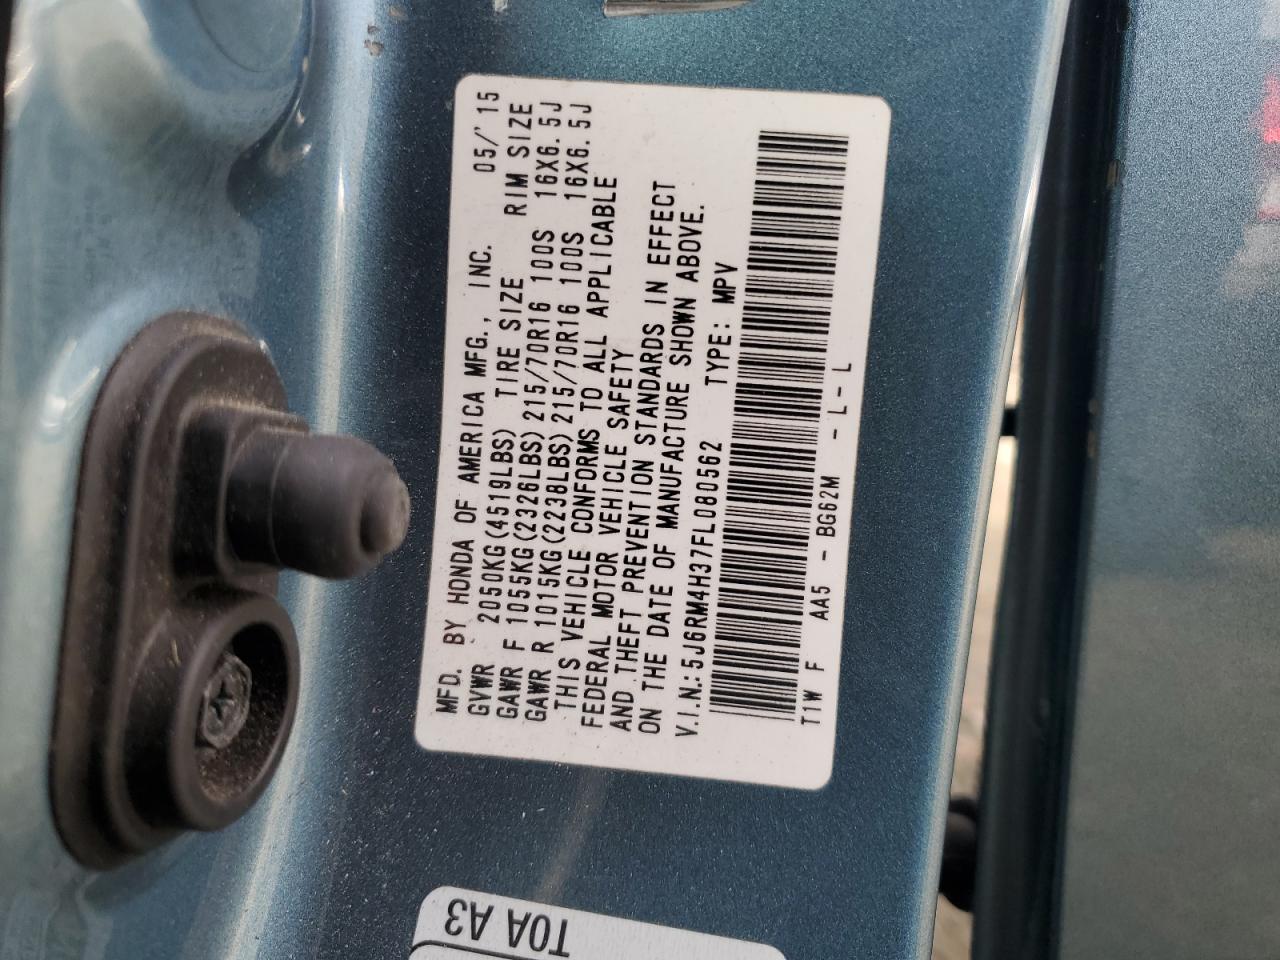 MFD. BY HONDA OF AMERICA MFG., INC. 05/'15
GVWR 2050KG(4519LBS) TIRE SIZE RIM SIZE
GAWR F 1055KG(2326LBS)215/70R16 100S 16X6.5J
GAWR R 1015KG(2238LBS)215/70R16 100S 16X6.5J
THIS VEHICLE CONFORMS TO ALL APPLICABLE
FEDERAL MOTOR VEHICLE SAFETY
AND THEFT PREVENTION STANDARDS IN EFFECT
ON THE DATE OF MANUFACTURE SHOWN ABOVE.
V.I.N.:5J6RM4H37FL080562 TYPE: MPV
T1W F AA5 - BG62M - L - L
T0A A3